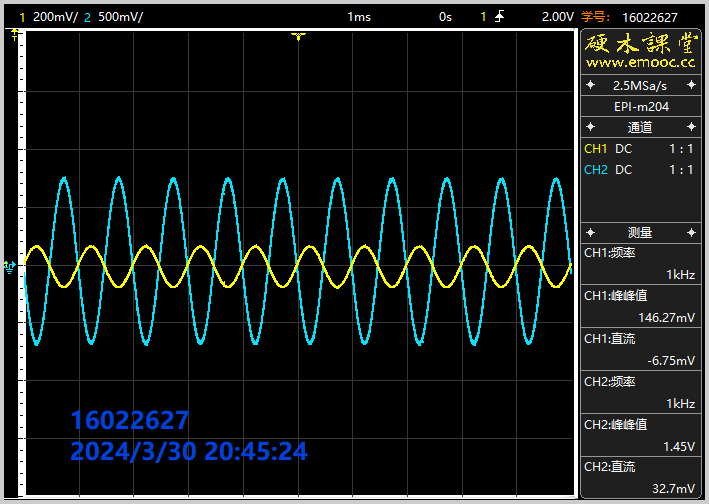 1 200mV/ 2 500mV/ 1ms 0s 1 2.00V 学号: 16022627
硬木課堂
www.emooc.cc
2.5MSa/s
EPI-m204
通道
CH1 DC 1 : 1
CH2 DC 1 : 1
测量
CH1:频率
1kHz
CH1:峰峰值
146.27mV
CH1:直流
-6.75mV
CH2:频率
1kHz
CH2:峰峰值
1.45V
CH2:直流
32.7mV
16022627
2024/3/30 20:45:24